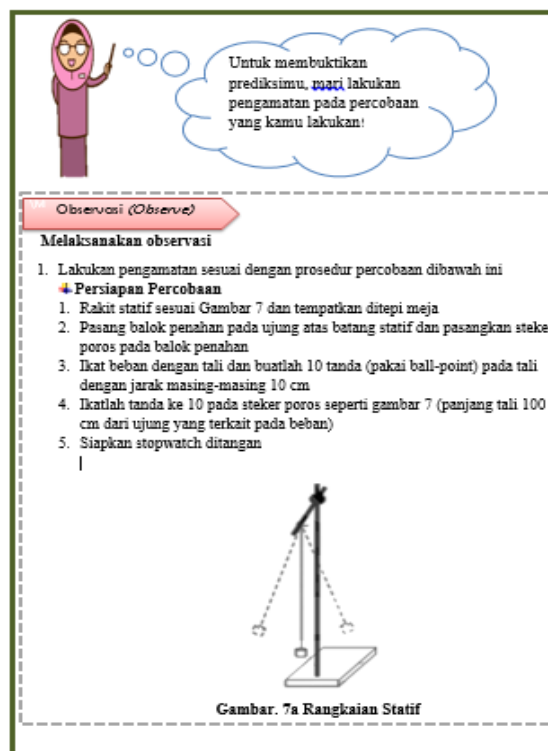 Untuk membuktikan
prediksimu, mari lakukan
pengamatan pada percobaan
yang kamu lakukan!
Observasi (Observe)
Melaksanakan observasi
1. Lakukan pengamatan sesuai dengan prosedur percobaan dibawah ini
Persiapan Percobaan
1. Rakit statif sesuai Gambar 7 dan tempatkan ditepi meja
2. Pasang balok penahan pada ujung atas batang statif dan pasangkan steke
poros pada balok penahan
3. Ikat beban dengan tali dan buatlah 10 tanda (pakai ball-point) pada tali
dengan jarak masing-masing 10 cm
4. Ikatlah tanda ke 10 pada steker poros seperti gambar 7 (panjang tali 100
cm dari ujung yang terkait pada beban)
5. Siapkan stopwatch ditangan
Gambar. 7a Rangkaian Statif